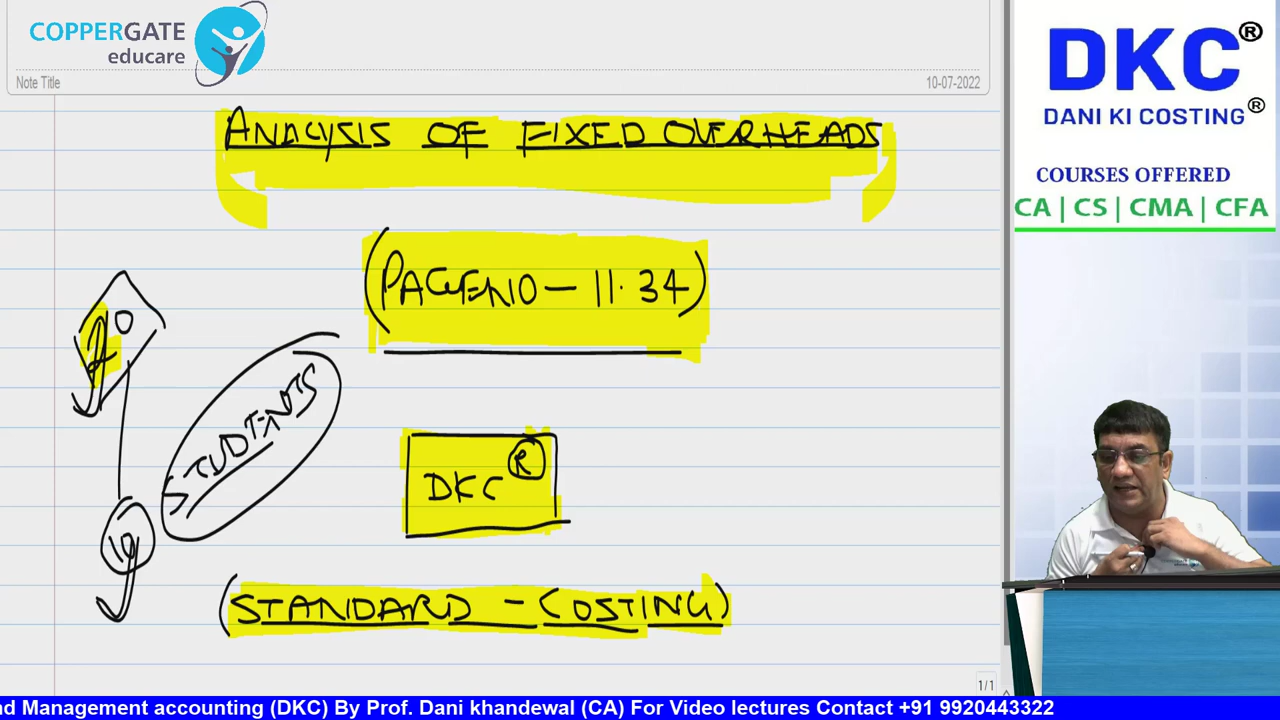 COPPERGATE
educare
Note Title
10-07-2022
ANALYSIS OF FIXED OVERHEADS
(PAGENO - 11.34)
STUDENTS
DKC ®
10
(STANDARD - COSTING)
1/1
DKC®
DANI KI COSTING®
COURSES OFFERED
CA | CS | CMA | CFA
nd Management accounting (DKC) By Prof. Dani khandewal (CA) For Video lectures Contact +91 9920443322